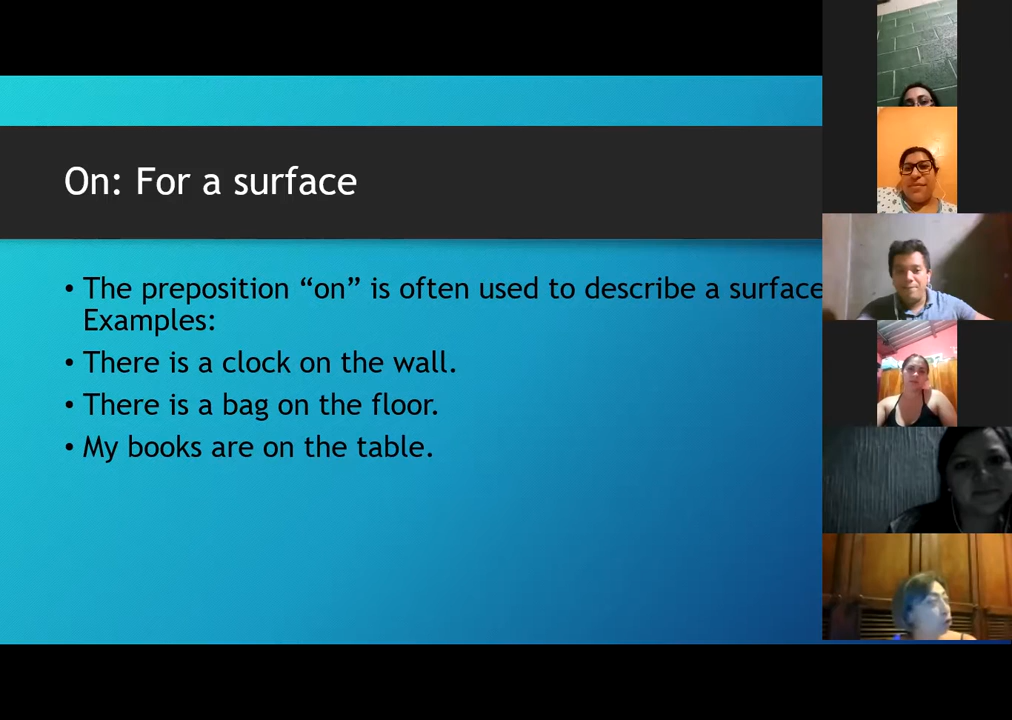 On: For a surface
• The preposition “on” is often used to describe a surface
Examples:
• There is a clock on the wall.
• There is a bag on the floor.
• My books are on the table.